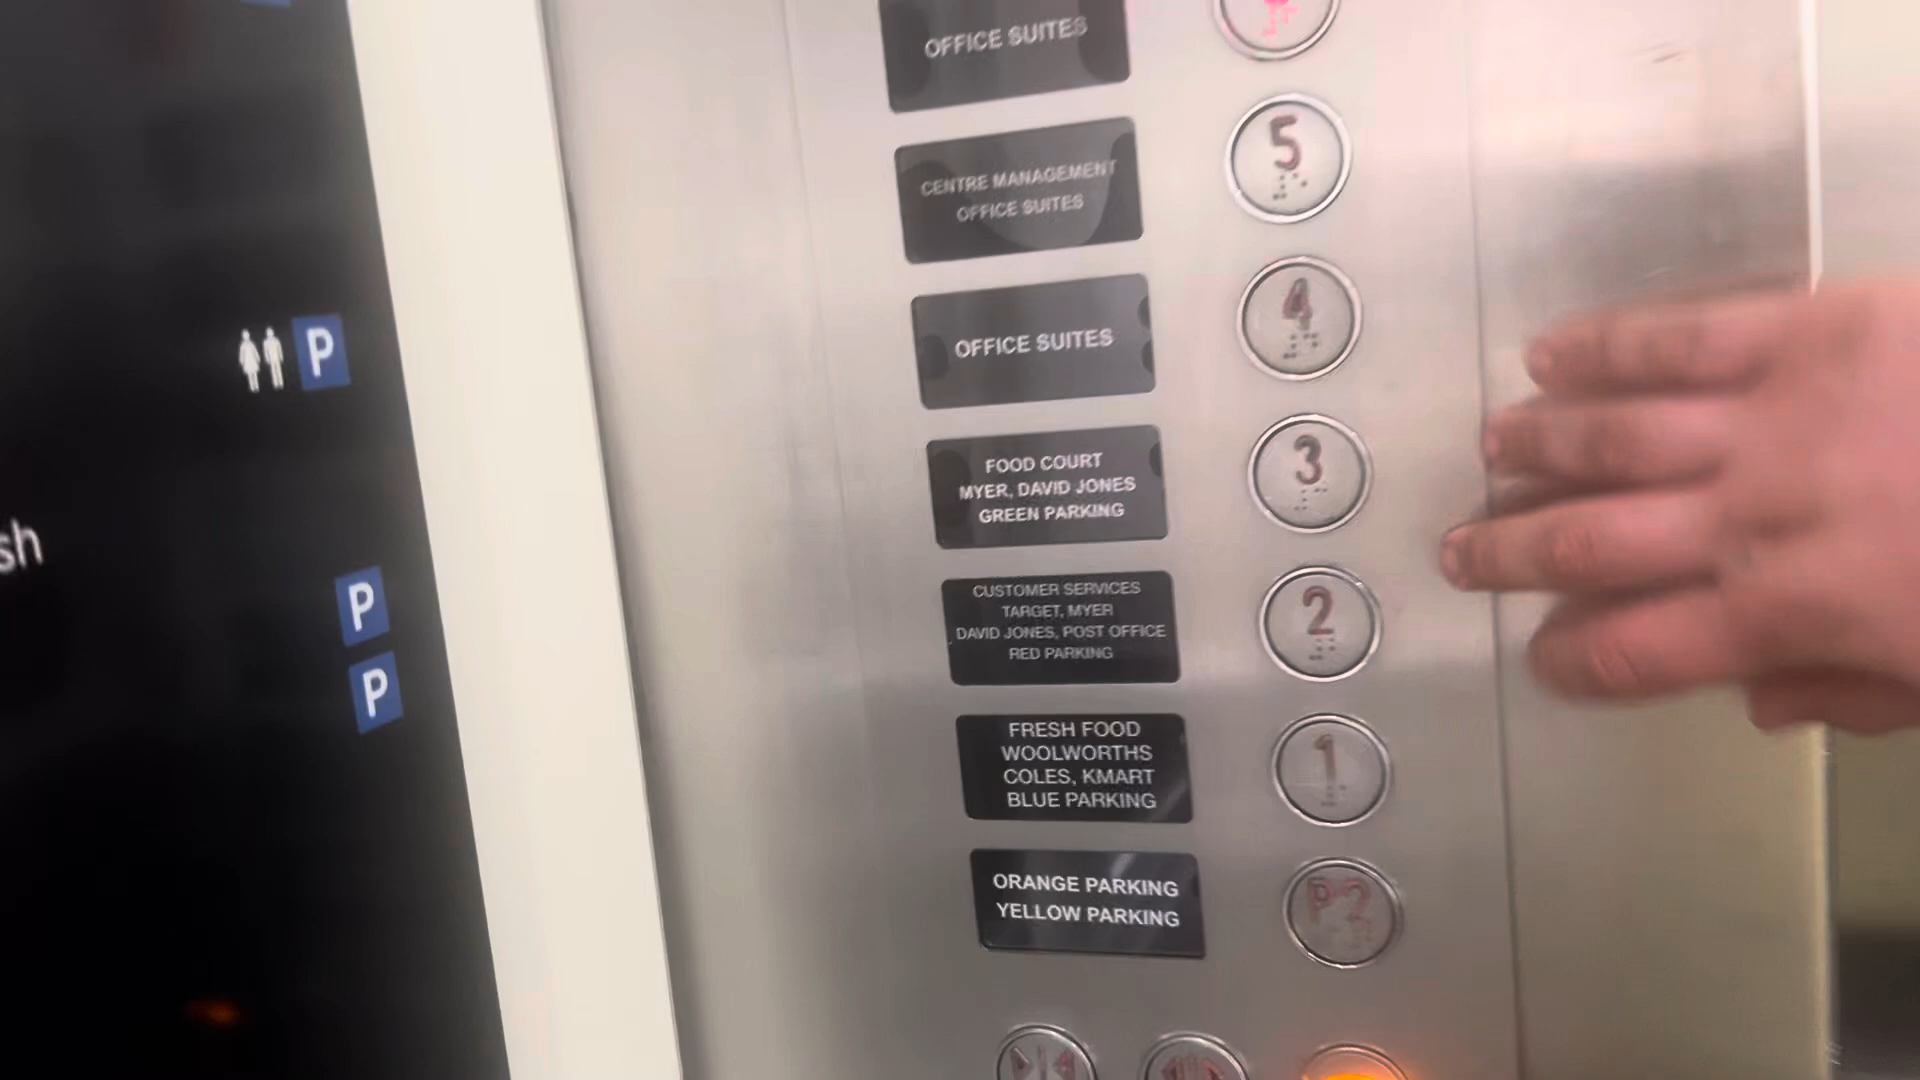 OFFICE SUITES
5
CENTRE MANAGEMENT
OFFICE SUITES
4
OFFICE SUITES
P
3
FOOD COURT
MYER, DAVID JONES
GREEN PARKING
sh
P
2
CUSTOMER SERVICES
TARGET, MYER
DAVID JONES, POST OFFICE
RED PARKING
P
1
FRESH FOOD
WOOLWORTHS
COLES, KMART
BLUE PARKING
P2
ORANGE PARKING
YELLOW PARKING